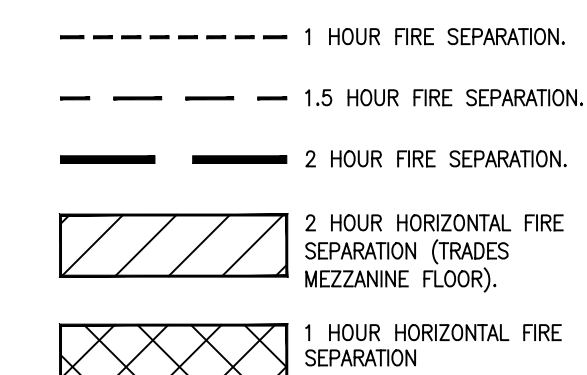 1 HOUR FIRE SEPARATION.
1.5 HOUR FIRE SEPARATION.
2 HOUR FIRE SEPARATION.
2 HOUR HORIZONTAL FIRE
SEPARATION (TRADES
MEZZANINE FLOOR).
1 HOUR HORIZONTAL FIRE
SEPARATION